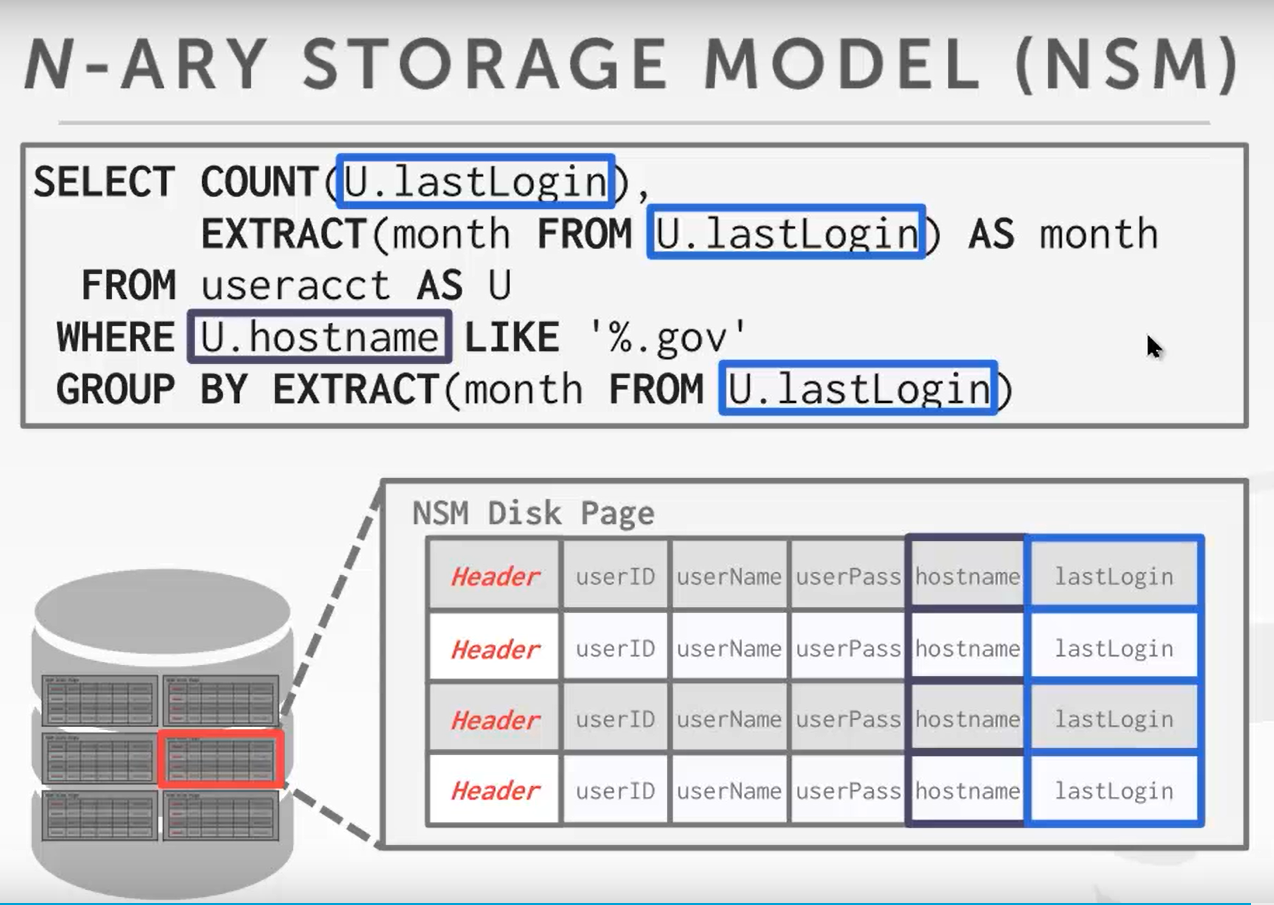 N-ARY STORAGE MODEL (NSM)
SELECT COUNT(U.lastLogin),
EXTRACT(month FROM U.lastLogin) AS month
FROM useracct AS U
WHERE U.hostname LIKE '%.gov'
GROUP BY EXTRACT(month FROM U.lastLogin)
NSM Disk Page
Header userID userName userPass hostname lastLogin
Header userID userName userPass hostname lastLogin
Header userID userName userPass hostname lastLogin
Header userID userName userPass hostname lastLogin